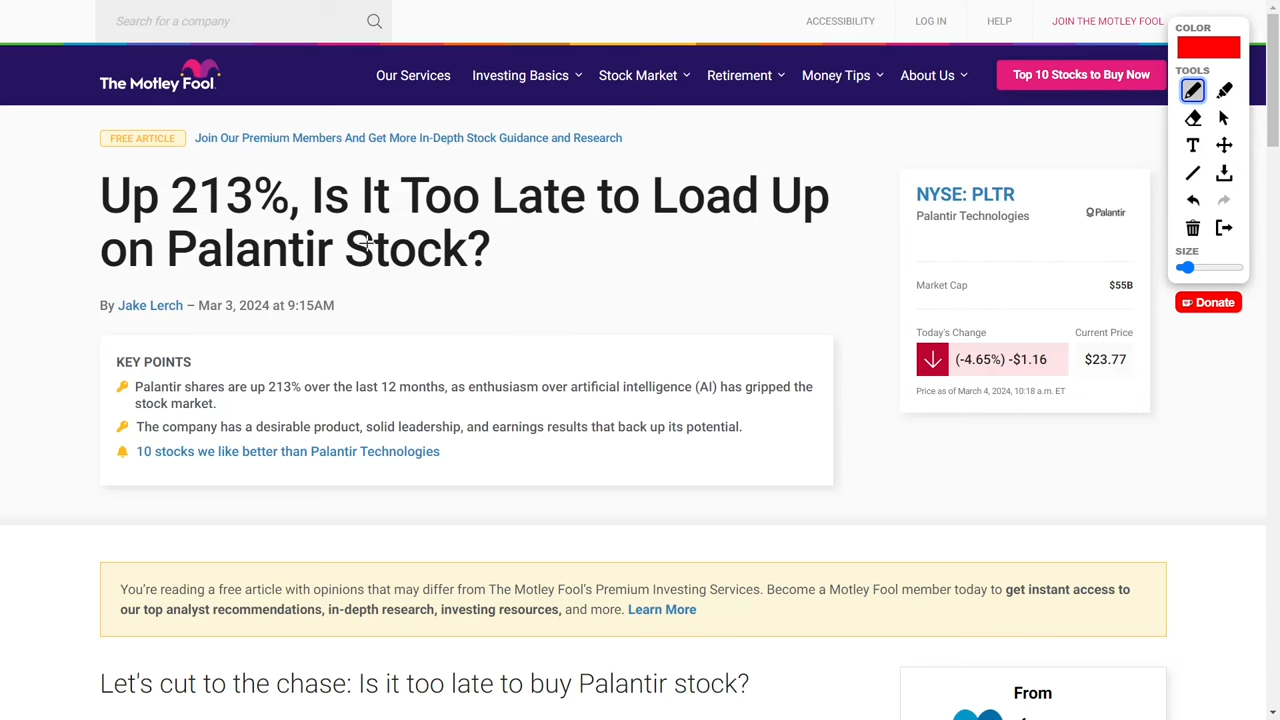 Search for a company
ACCESSIBILITY
LOG IN
HELP
JOIN THE MOTLEY FOOL
The Motley Fool
Our Services
Investing Basics
Stock Market
Retirement
Money Tips
About Us
Top 10 Stocks to Buy Now
COLOR
TOOLS
T
SIZE
Donate
FREE ARTICLE
Join Our Premium Members And Get More In-Depth Stock Guidance and Research
Up 213%, Is It Too Late to Load Up
on Palantir Stock?
By Jake Lerch – Mar 3, 2024 at 9:15AM
KEY POINTS
Palantir shares are up 213% over the last 12 months, as enthusiasm over artificial intelligence (AI) has gripped the
stock market.
The company has a desirable product, solid leadership, and earnings results that back up its potential.
10 stocks we like better than Palantir Technologies
NYSE: PLTR
Palantir Technologies
Palantir
Market Cap
$55B
Today's Change
(-4.65%) -$1.16
Current Price
$23.77
Price as of March 4, 2024, 10:18 a.m. ET
You're reading a free article with opinions that may differ from The Motley Fool's Premium Investing Services. Become a Motley Fool member today to get instant access to
our top analyst recommendations, in-depth research, investing resources, and more. Learn More
Let's cut to the chase: Is it too late to buy Palantir stock?
From